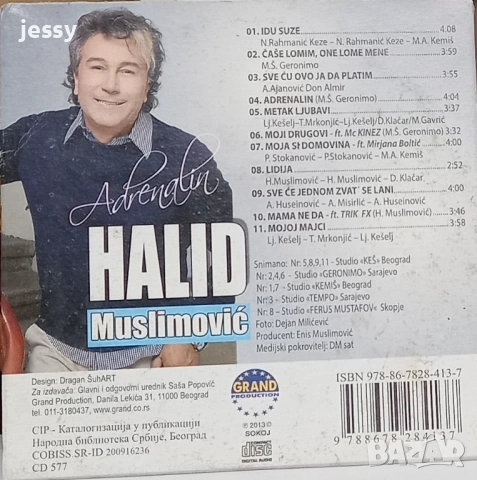 jessy
01. IDU SUZE 4.08
N.Rahmanić Keze – N. Rahmanić Keze – M.A. Kemiš
02. ČAŠE LOMIM, ONE LOME MENE 3:59
M.Š. Geronimo
03. SVE ĆU OVO JA DA PLATIM 3:55
A.Ajanović Don Almir
04. ADRENALIN (M.Š. Geronimo) 4:04
05. METAK LJUBAVI 3:37
Lj.Kešelj–T.Mrkonjić–Lj.Kešelj/D.Klačar/M.Gavrić
06. MOJI DRUGOVI - ft. Mc KINEZ (M.Š. Geronimo) 3:32
07. MOJA SI DOMOVINA - ft. Mirjana Boltić
P. Stokanović – P.Stokanović – M.A. Kemiš
08. LIDIJA 2:52
H.Muslimović – H. Muslimović – D. Klačar,
09. SVE ĆE JEDNOM ZVAT´ SE LANI 4:00
A. Huseinović – A. Misirlić – A. Huseinović
10. MAMA NE DA - ft. TRIK FX (H. Muslimović) 3:46
11. MOJOJ MAJCI 3:58
Lj. Kešelj – T. Mrkonjić – Lj. Kešelj
Adrenalin
HALID
Muslimović
Snimano: Nr. 5,8,9,11 - Studio «KEŠ» Beograd
Nr: 2,4,6 - Studio «GERONIMO» Sarajevo
Nr: 1,7 - Studio «KEMIŠ» Beograd
Nr: 3 – Studio «TEMPO» Sarajevo
Nr: 8 – Studio «FERUS MUSTAFOV« Skopje
Foto: Dejan Milićević
Producent: Enis Muslimović
Medijski pokrovitelj: DM sat
Design: Dragan ŠuhART
Za izdavača: Glavni i odgovorni urednik Saša Popović
Grand Production, Danila Lekića 31, 11000 Beograd
tel. 011-3180437, www.grand.co.rs
CIP - Каталогизација у публикацији
Народна библиотека Србије, Београд
COBISS.SR-ID 200916236
CD 577
GRAND
PRODUCTION
℗ 2013 ©
SOKOJ
COMPACT
disc
DIGITAL AUDIO
ISBN 978-86-7828-413-7
9 788678 284137
БАЗАР